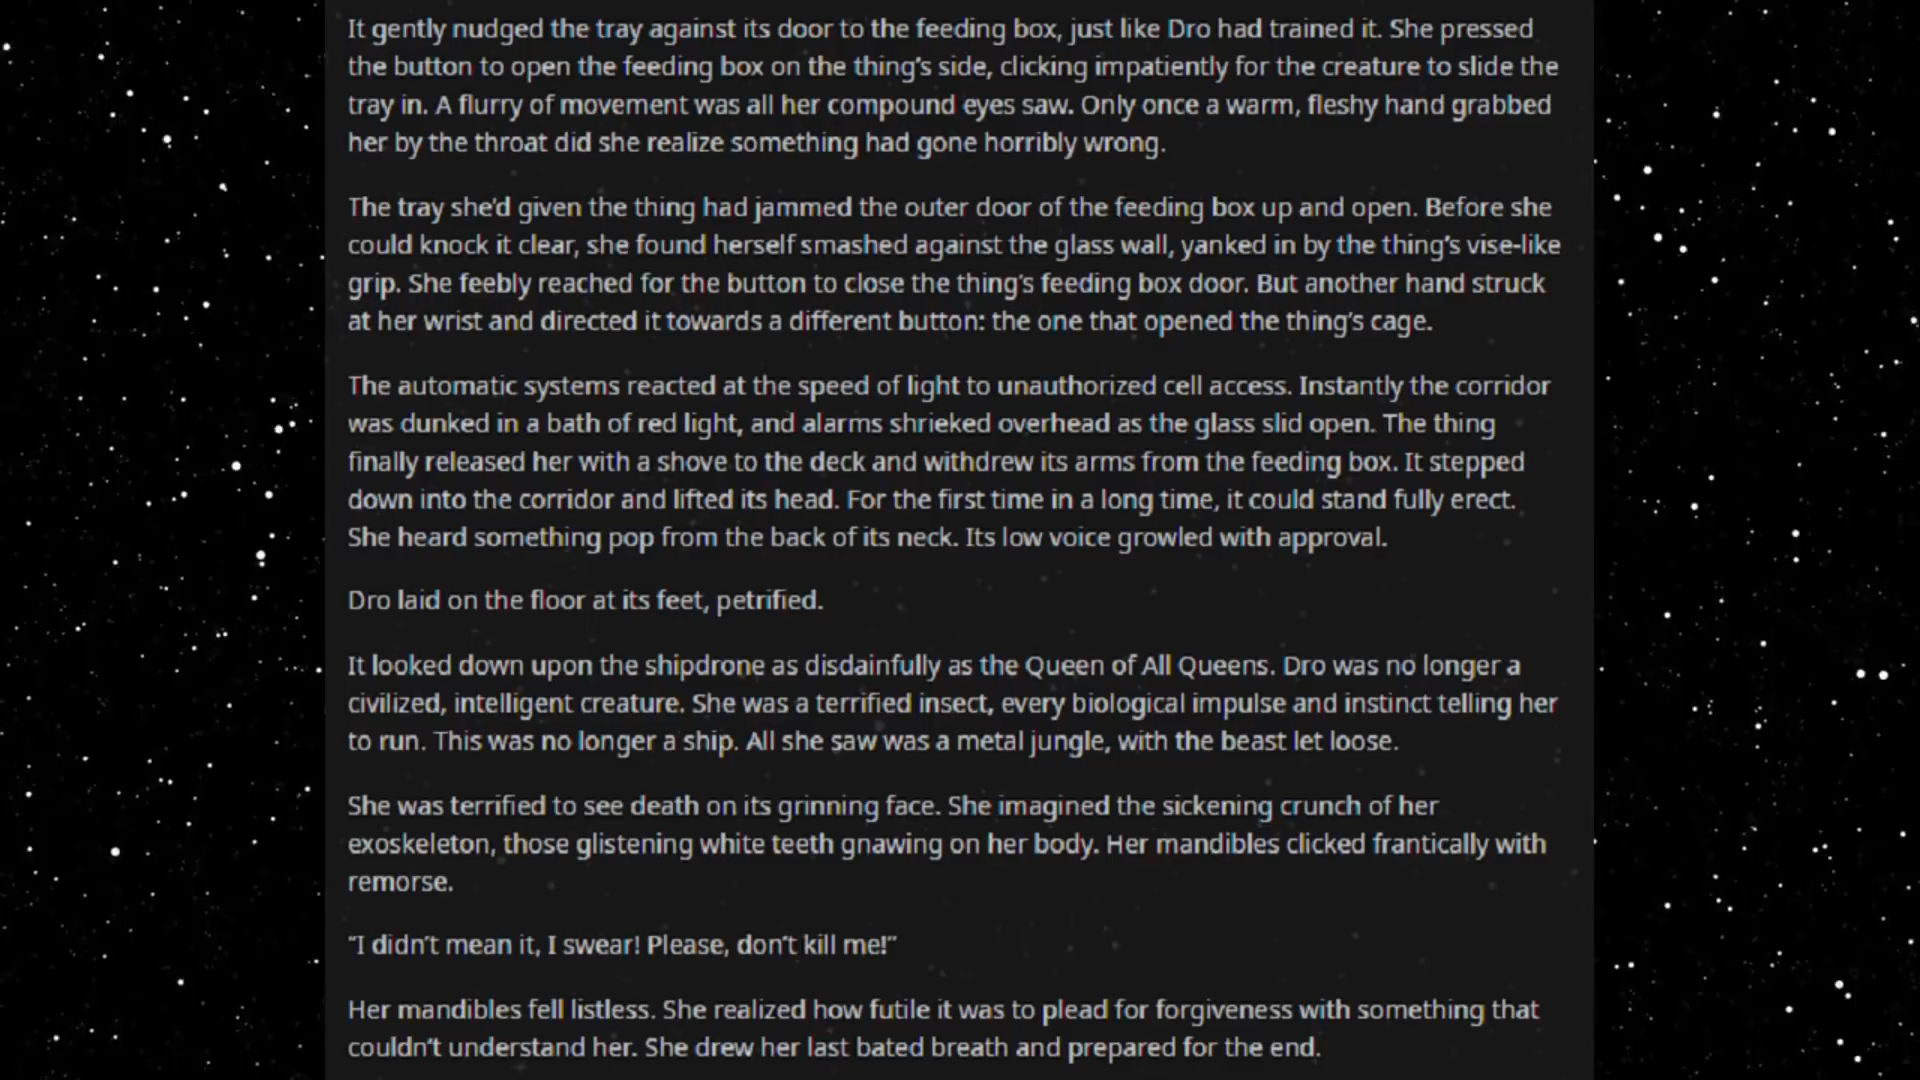 It gently nudged the tray against its door to the feeding box, just like Dro had trained it. She pressed
the button to open the feeding box on the thing’s side, clicking impatiently for the creature to slide the
tray in. A flurry of movement was all her compound eyes saw. Only once a warm, fleshy hand grabbed
her by the throat did she realize something had gone horribly wrong.
The tray she’d given the thing had jammed the outer door of the feeding box up and open. Before she
could knock it clear, she found herself smashed against the glass wall, yanked in by the thing’s vise-like
grip. She feebly reached for the button to close the thing’s feeding box door. But another hand struck
at her wrist and directed it towards a different button: the one that opened the thing’s cage.
The automatic systems reacted at the speed of light to unauthorized cell access. Instantly the corridor
was dunked in a bath of red light, and alarms shrieked overhead as the glass slid open. The thing
finally released her with a shove to the deck and withdrew its arms from the feeding box. It stepped
down into the corridor and lifted its head. For the first time in a long time, it could stand fully erect.
She heard something pop from the back of its neck. Its low voice growled with approval.
Dro laid on the floor at its feet, petrified.
It looked down upon the shipdrone as disdainfully as the Queen of All Queens. Dro was no longer a
civilized, intelligent creature. She was a terrified insect, every biological impulse and instinct telling her
to run. This was no longer a ship. All she saw was a metal jungle, with the beast let loose.
She was terrified to see death on its grinning face. She imagined the sickening crunch of her
exoskeleton, those glistening white teeth gnawing on her body. Her mandibles clicked frantically with
remorse.
“I didn’t mean it, I swear! Please, don’t kill me!”
Her mandibles fell listless. She realized how futile it was to plead for forgiveness with something that
couldn’t understand her. She drew her last bated breath and prepared for the end.